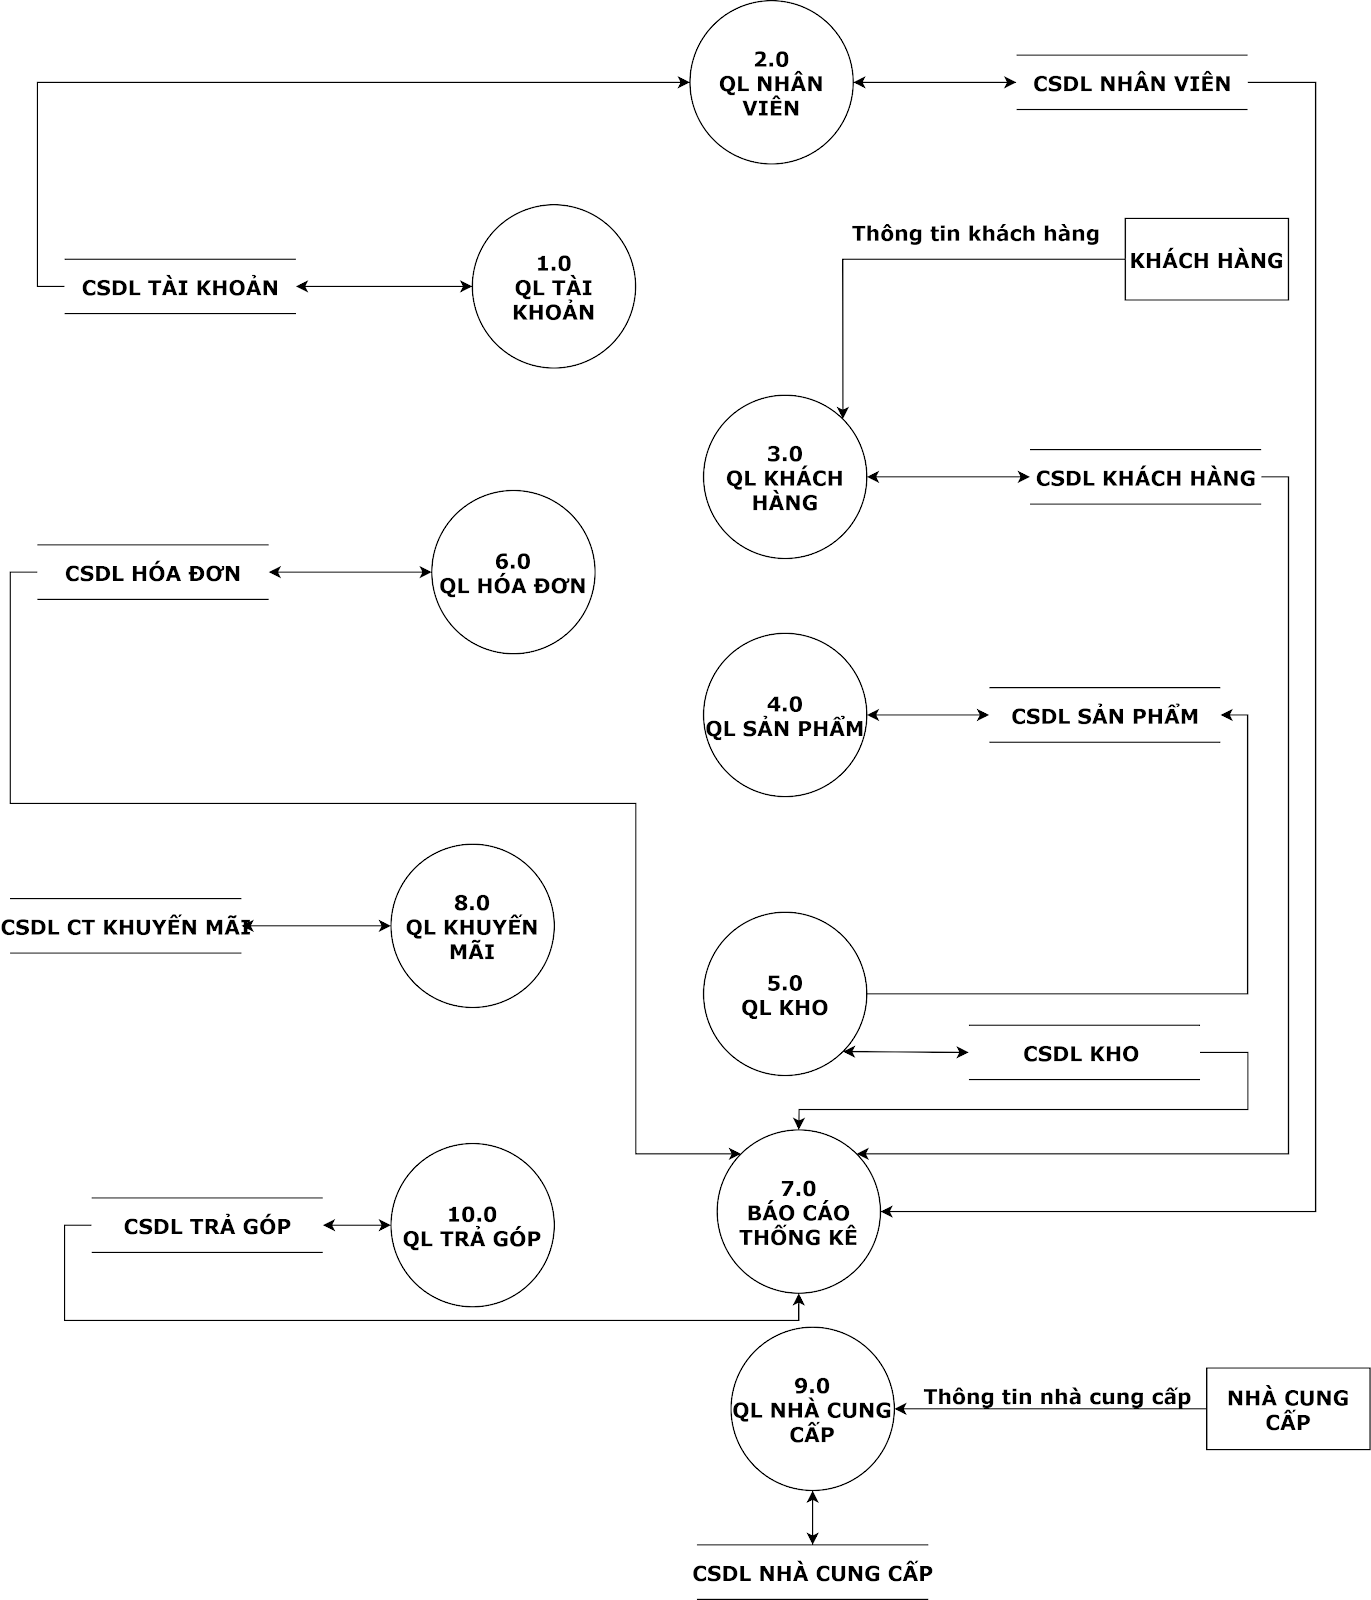 2.0
QL NHÂN
VIÊN
CSDL NHÂN VIÊN
Thông tin khách hàng
KHÁCH HÀNG
1.0
QL TÀI
KHOẢN
CSDL TÀI KHOẢN
3.0
QL KHÁCH
HÀNG
CSDL KHÁCH HÀNG
CSDL HÓA ĐƠN
6.0
QL HÓA ĐƠN
4.0
QL SẢN PHẨM
CSDL SẢN PHẨM
CSDL CT KHUYẾN MÃI
8.0
QL KHUYẾN
MÃI
5.0
QL KHO
CSDL KHO
7.0
BÁO CÁO
THỐNG KÊ
CSDL TRẢ GÓP
10.0
QL TRẢ GÓP
9.0
QL NHÀ CUNG
CẤP
Thông tin nhà cung cấp
NHÀ CUNG
CẤP
CSDL NHÀ CUNG CẤP